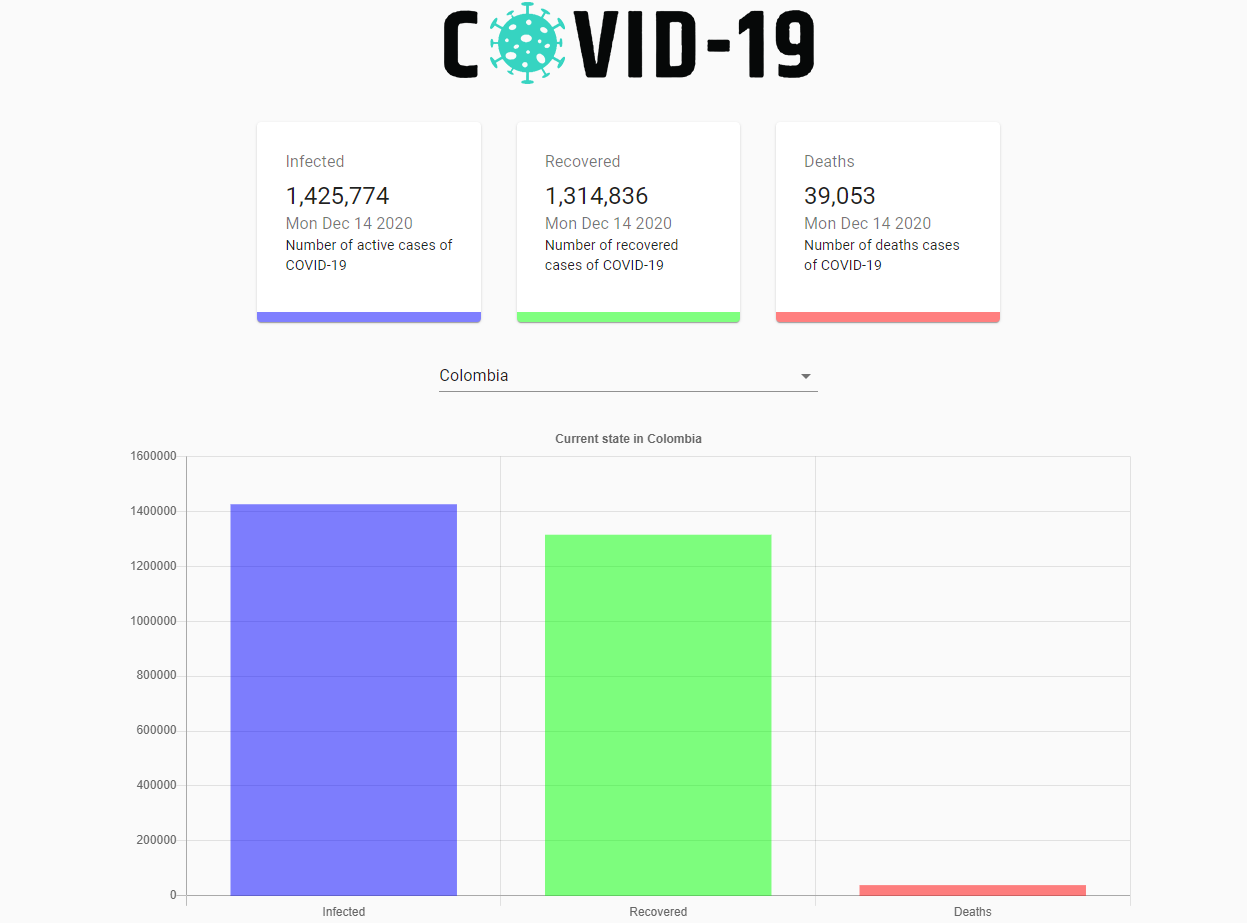 COVID-19
Infected
1,425,774
Mon Dec 14 2020
Number of active cases of
COVID-19
Recovered
1,314,836
Mon Dec 14 2020
Number of recovered
cases of COVID-19
Deaths
39,053
Mon Dec 14 2020
Number of deaths cases
of COVID-19
Colombia
Current state in Colombia
1600000
1400000
1200000
1000000
800000
600000
400000
200000
0
Infected
Recovered
Deaths